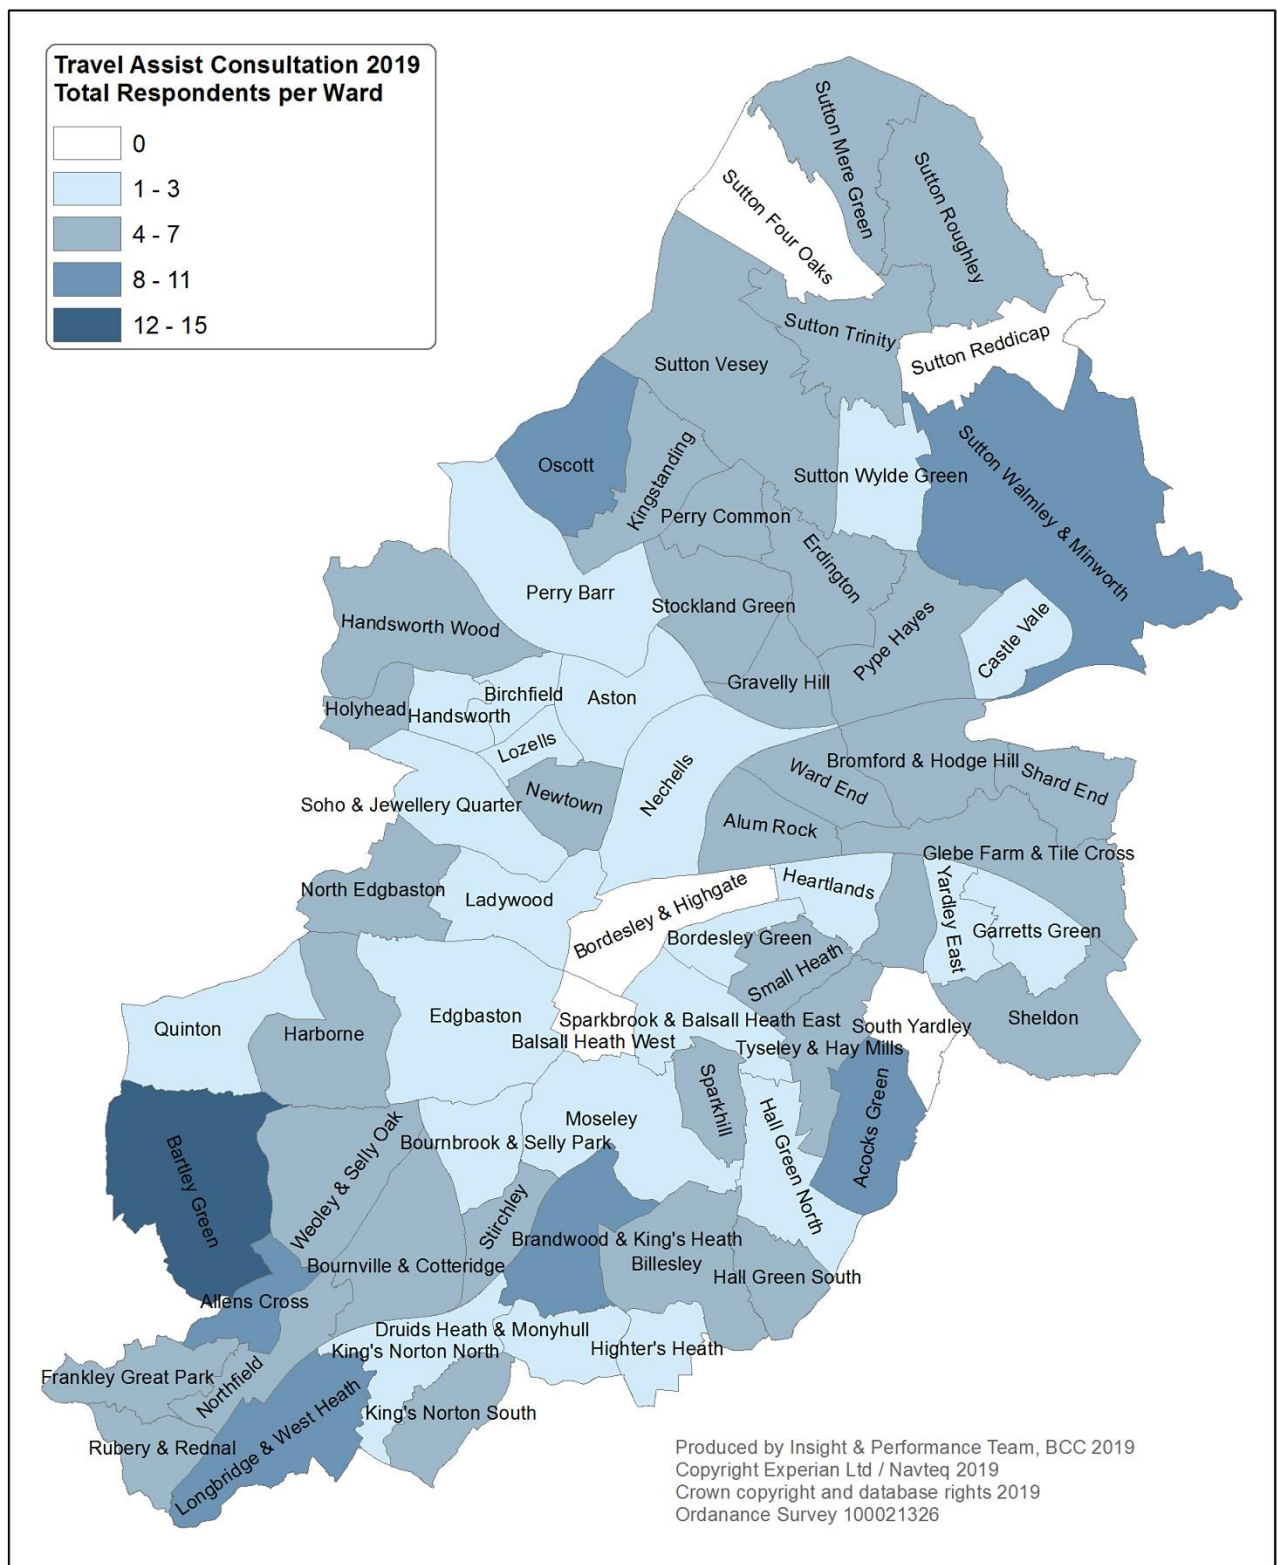 Travel Assist Consultation 2019
Total Respondents per Ward
0
1 - 3
4 - 7
8 - 11
12 - 15
Sutton Mere Green
Sutton Roughley
Sutton Four Oaks
Sutton Trinity
Sutton Reddicap
Sutton Vesey
Oscott
Kingstanding
Sutton Wylde Green
Sutton Walmley & Minworth
Perry Common
Erdington
Perry Barr
Stockland Green
Handsworth Wood
Pype Hayes
Castle Vale
Gravelly Hill
Birchfield
Aston
Holyhead
Handsworth
Lozells
Nechells
Bromford & Hodge Hill
Ward End
Shard End
Newtown
Soho & Jewellery Quarter
Alum Rock
Glebe Farm & Tile Cross
North Edgbaston
Ladywood
Heartlands
Bordesley & Highgate
Yardley East
Garretts Green
Bordesley Green
Small Heath
Quinton
Harborne
Edgbaston
Sparkbrook & Balsall Heath East
South Yardley
Sheldon
Balsall Heath West
Tyseley & Hay Mills
Sparkhill
Acocks Green
Moseley
Bournbrook & Selly Park
Hall Green North
Bartley Green
Weoley & Selly Oak
Stirchley
Brandwood & King's Heath
Billesley
Bournville & Cotteridge
Hall Green South
Allens Cross
Druids Heath & Monyhull
King's Norton North
Highter's Heath
Frankley Great Park
Northfield
King's Norton South
Rubery & Rednal
Longbridge & West Heath
Produced by Insight & Performance Team, BCC 2019
Copyright Experian Ltd / Navteq 2019
Crown copyright and database rights 2019
Ordanance Survey 100021326